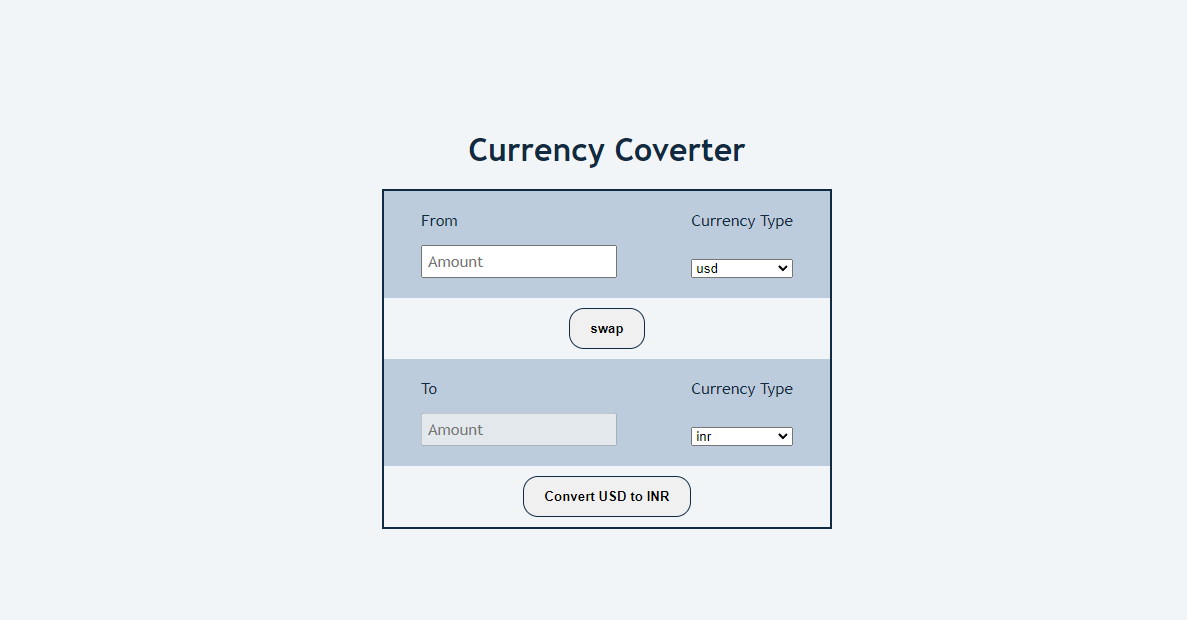 Currency Coverter
From Currency Type
Amount usd
swap
To Currency Type
Amount inr
Convert USD to INR